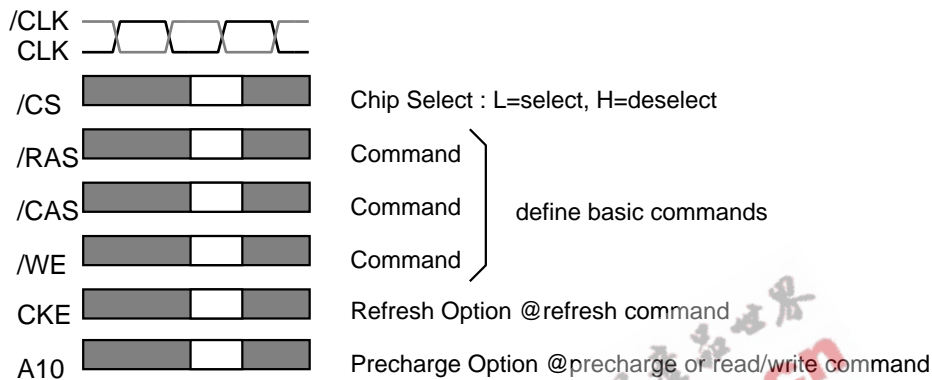 /CLK
CLK
/CS Chip Select : L=select, H=deselect
/RAS Command
/CAS Command define basic commands
/WE Command
CKE Refresh Option @refresh command
A10 Precharge Option @precharge or read/write command